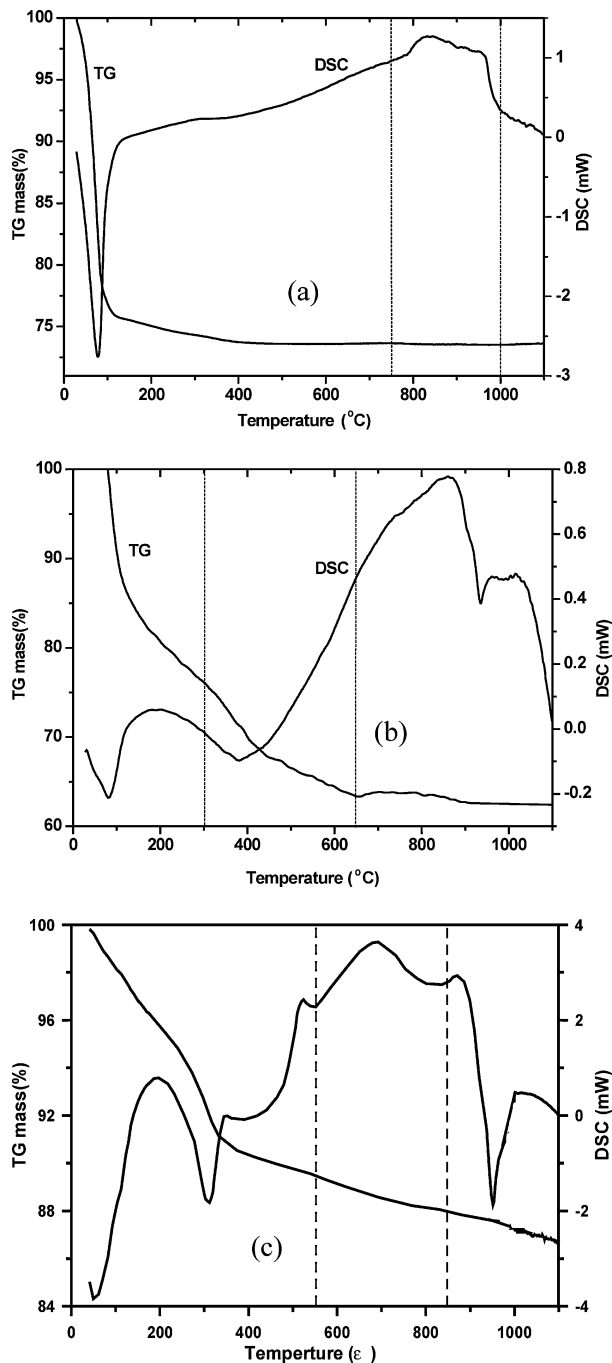 100
95
90
85
80
75
TG mass(%)
TG
DSC
(a)
1
0
-1
-2
-3
DSC (mW)
0 200 400 600 800 1000
Temperature (°C)
100
90
80
70
60
TG mass(%)
TG
DSC
(b)
0.8
0.6
0.4
0.2
0.0
-0.2
DSC (mW)
0 200 400 600 800 1000
Temperature (°C)
100
96
92
88
84
TG mass(%)
(c)
4
2
0
-2
-4
DSC (mW)
0 200 400 600 800 1000
Temperture (ε )